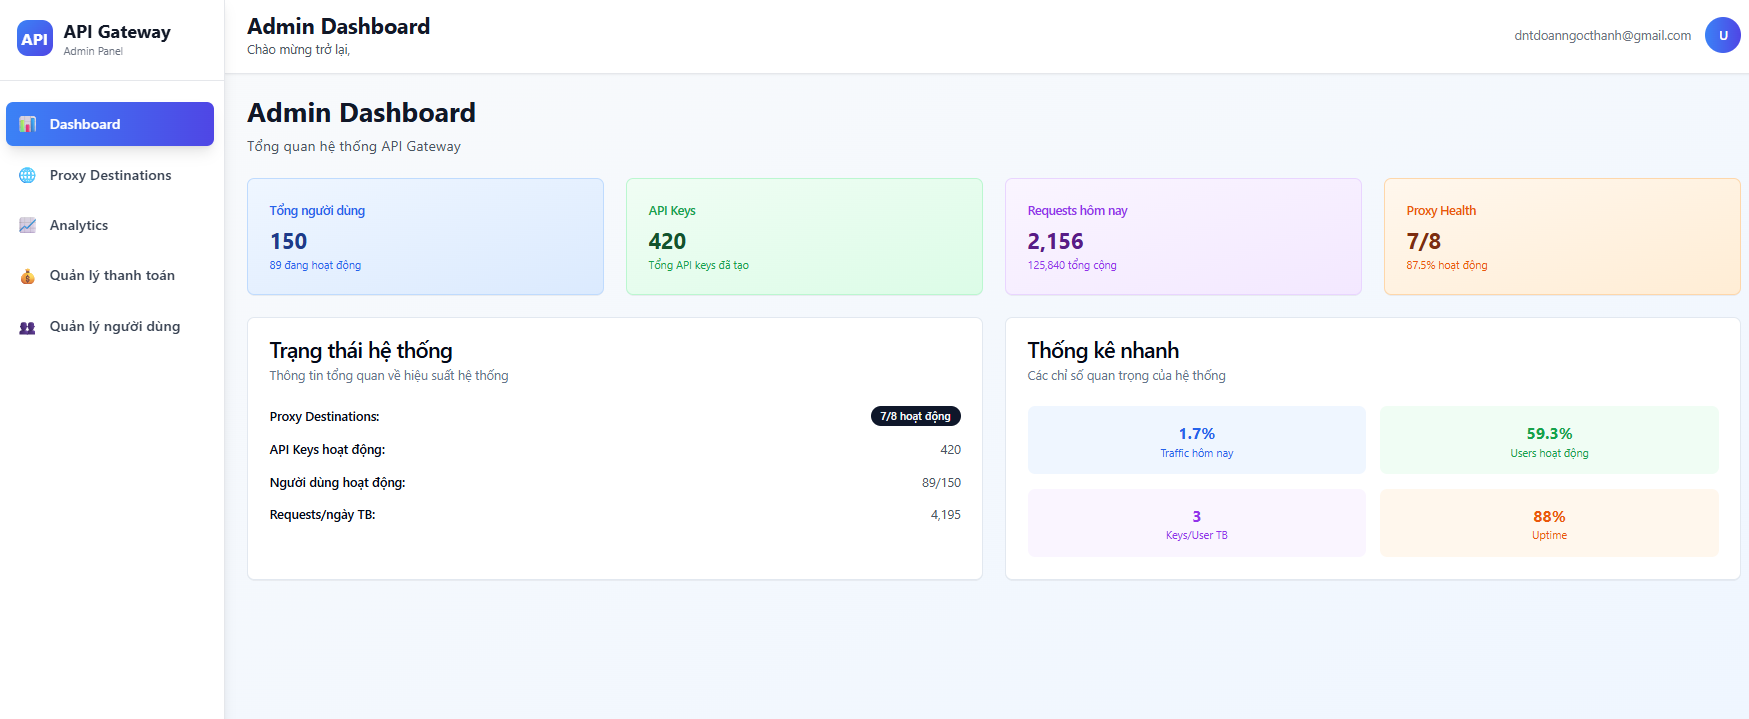 API
API Gateway
Admin Panel
Dashboard
Proxy Destinations
Analytics
Quản lý thanh toán
Quản lý người dùng
Admin Dashboard
Chào mừng trở lại,
dntdoanngocthanh@gmail.com
U
Admin Dashboard
Tổng quan hệ thống API Gateway
Tổng người dùng
150
89 đang hoạt động
API Keys
420
Tổng API keys đã tạo
Requests hôm nay
2,156
125,840 tổng cộng
Proxy Health
7/8
87.5% hoạt động
Trạng thái hệ thống
Thông tin tổng quan về hiệu suất hệ thống
Proxy Destinations: 7/8 hoạt động
API Keys hoạt động: 420
Người dùng hoạt động: 89/150
Requests/ngày TB: 4,195
Thống kê nhanh
Các chỉ số quan trọng của hệ thống
1.7%
Traffic hôm nay
59.3%
Users hoạt động
3
Keys/User TB
88%
Uptime